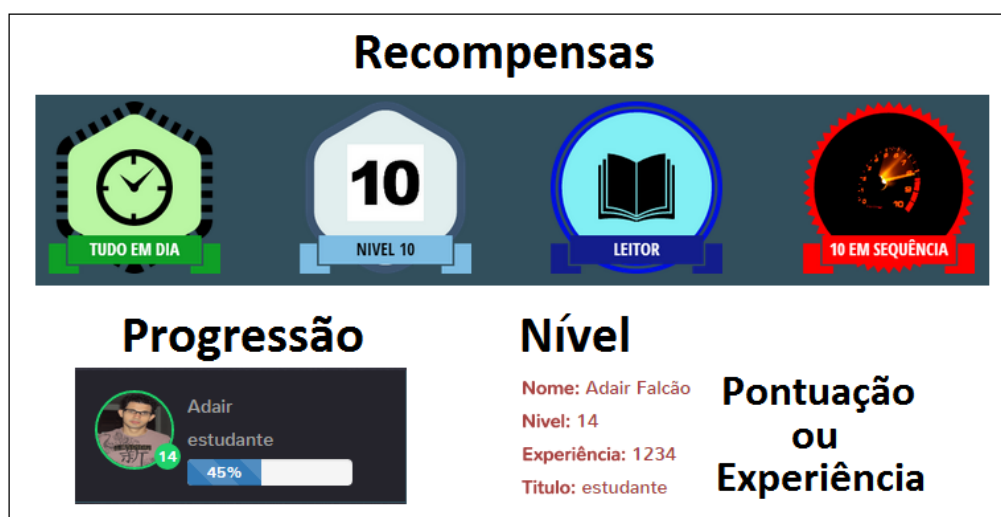 Recompensas
10
TUDO EM DIA
NIVEL 10
LEITOR
10 EM SEQUÊNCIA
Progressão
Adair
estudante
14
45%
Nível
Nome: Adair Falcão
Nivel: 14
Experiência: 1234
Titulo: estudante
Pontuação
ou
Experiência